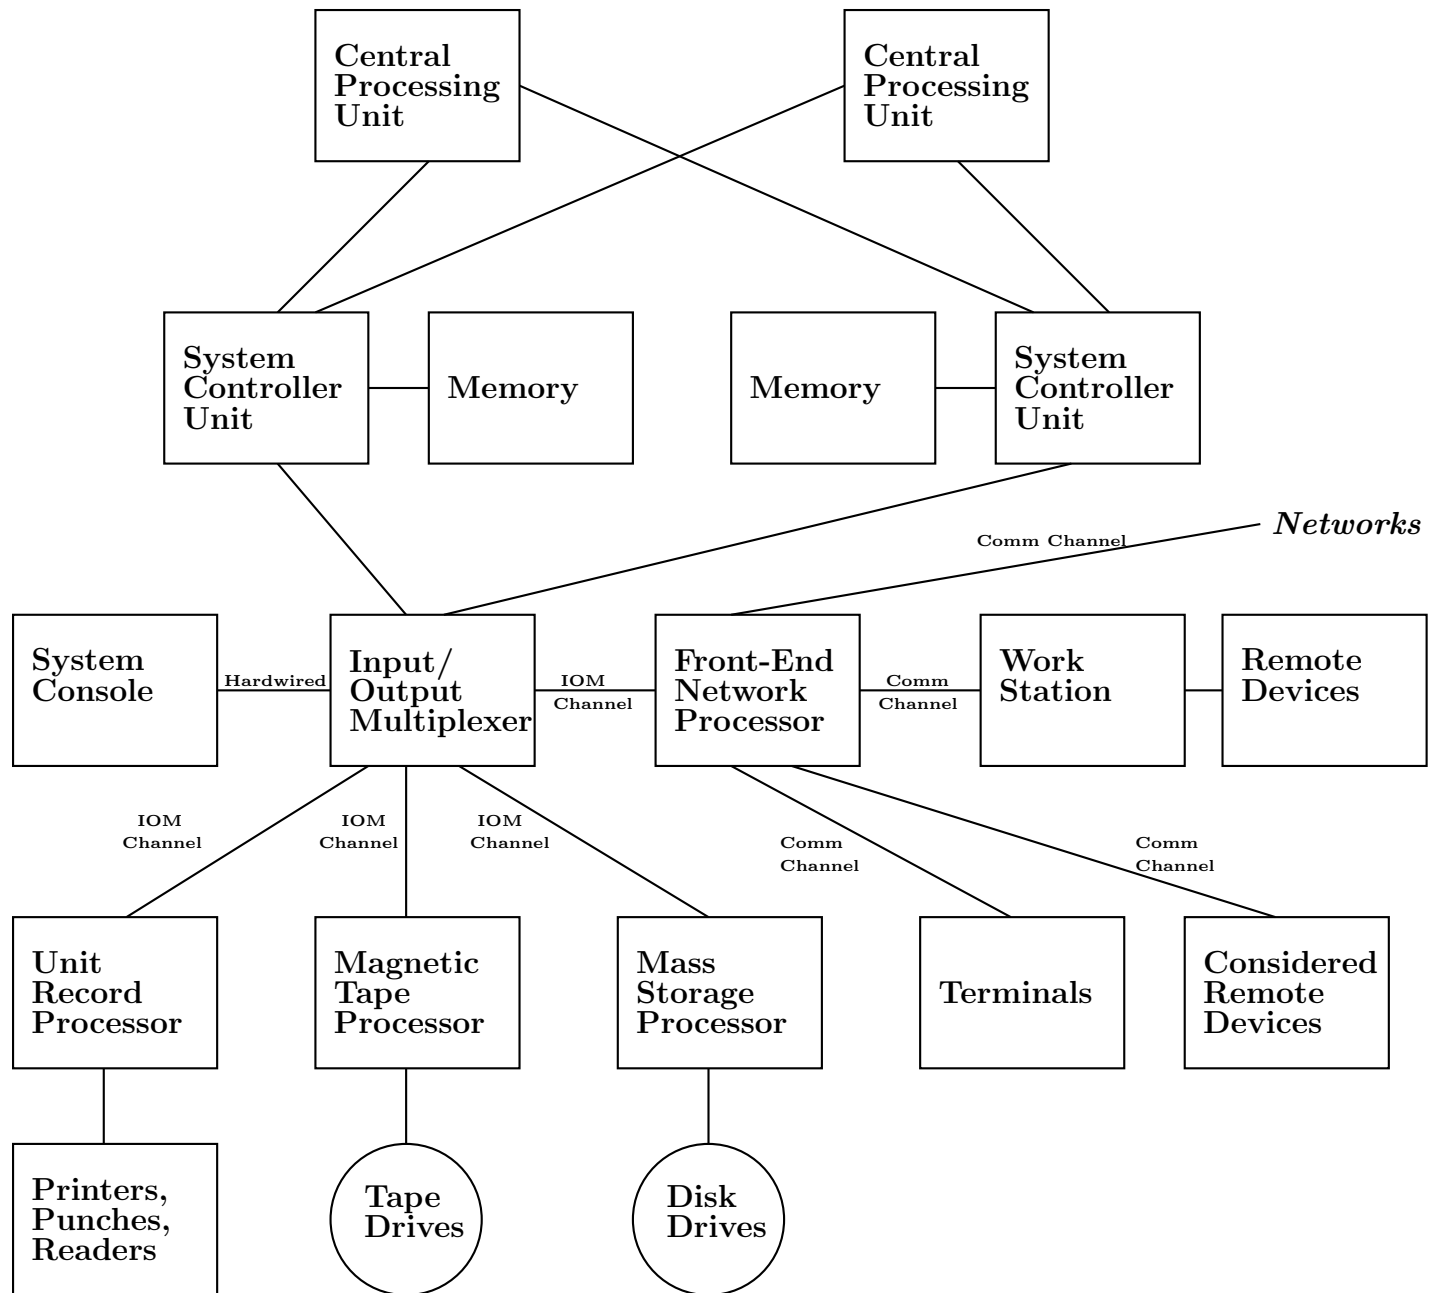 Central
Processing
Unit
Central
Processing
Unit
System
Controller
Unit
Memory
Memory
System
Controller
Unit
Networks
Comm Channel
System
Console
Hardwired
Input/
Output
Multiplexer
IOM
Channel
Front-End
Network
Processor
Comm
Channel
Work
Station
Remote
Devices
IOM
Channel
IOM
Channel
IOM
Channel
Comm
Channel
Comm
Channel
Unit
Record
Processor
Magnetic
Tape
Processor
Mass
Storage
Processor
Terminals
Considered
Remote
Devices
Printers,
Punches,
Readers
Tape
Drives
Disk
Drives